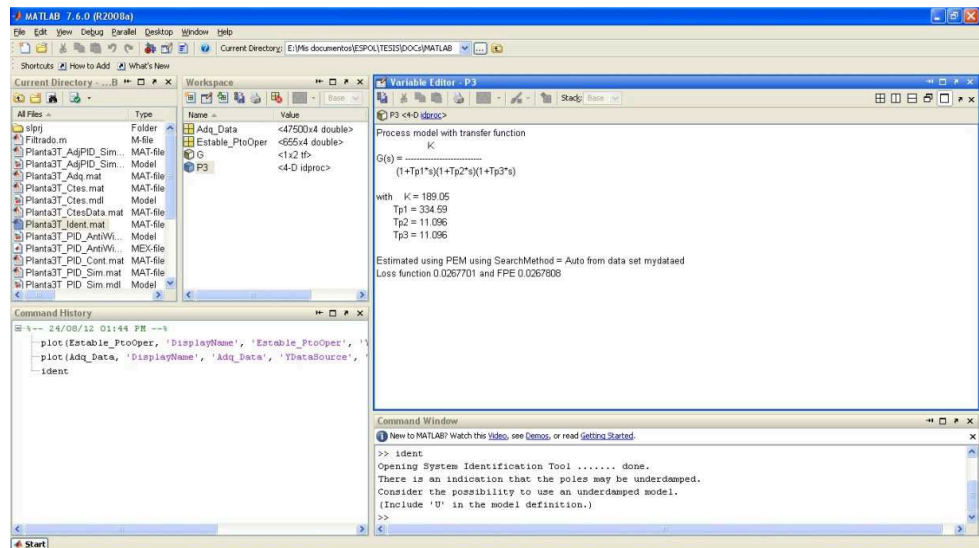 MATLAB 7.6.0 (R2008a)
File Edit View Debug Parallel Desktop Window Help
Current Directory: E:\Mis documentos\ESPOL\TESIS\DOCs\MATLAB
Shortcuts How to Add What's New
Current Directory - ...B
All Files Type
slprj Folder
Filtrado.m M-file
Planta3T_AdjPID_Sim... MAT-file
Planta3T_AdjPID_Sim... Model
Planta3T_Adq.mat MAT-file
Planta3T_Ctes.mat MAT-file
Planta3T_Ctes.mdl Model
Planta3T_CtesData.mat MAT-file
Planta3T_Ident.mat MAT-file
Planta3T_PID_AntiWi... Model
Planta3T_PID_AntiWi... MEX-file
Planta3T_PID_Cont.mat MAT-file
Planta3T_PID_Sim.mat MAT-file
Planta3T_PID_Sim.mdl Model
Workspace
Base
Name Value
Adq_Data <47500x4 double>
Estable_PtoOper <655x4 double>
G <1x2 tf>
P3 <4-D idproc>
Variable Editor - P3
Stack: Base
P3 <4-D idproc>
Process model with transfer function
K
G(s) = ---------------------------
(1+Tp1*s)(1+Tp2*s)(1+Tp3*s)
with K = 189.05
Tp1 = 334.59
Tp2 = 11.096
Tp3 = 11.096
Estimated using PEM using SearchMethod = Auto from data set mydataed
Loss function 0.0267701 and FPE 0.0267808
Command History
%-- 24/08/12 01:44 PM --%
plot(Estable_PtoOper, 'DisplayName', 'Estable_PtoOper', 'Y
plot(Adq_Data, 'DisplayName', 'Adq_Data', 'YDataSource', '
ident
Command Window
New to MATLAB? Watch this Video, see Demos, or read Getting Started.
>> ident
Opening System Identification Tool ....... done.
There is an indication that the poles may be underdamped.
Consider the possibility to use an underdamped model.
(Include 'U' in the model definition.)
>>
Start